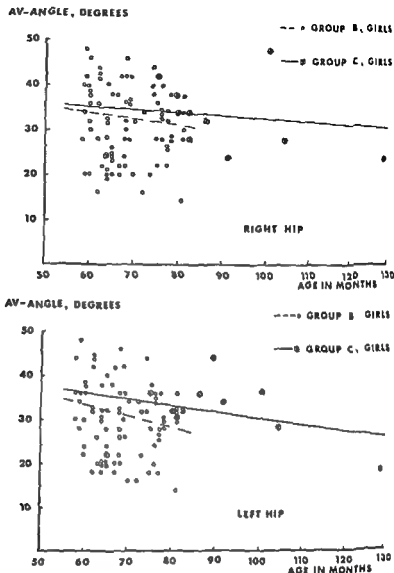 AV-ANGLE, DEGREES
GROUP B, GIRLS
GROUP C, GIRLS
50
40
30
20
10
RIGHT HIP
50 60 70 80 90 100 110 120 130
AGE IN MONTHS
AV-ANGLE, DEGREES
GROUP B GIRLS
GROUP C, GIRLS
50
40
30
20
10
LEFT HIP
50 60 70 80 90 100 110 120 130
AGE IN MONTHS